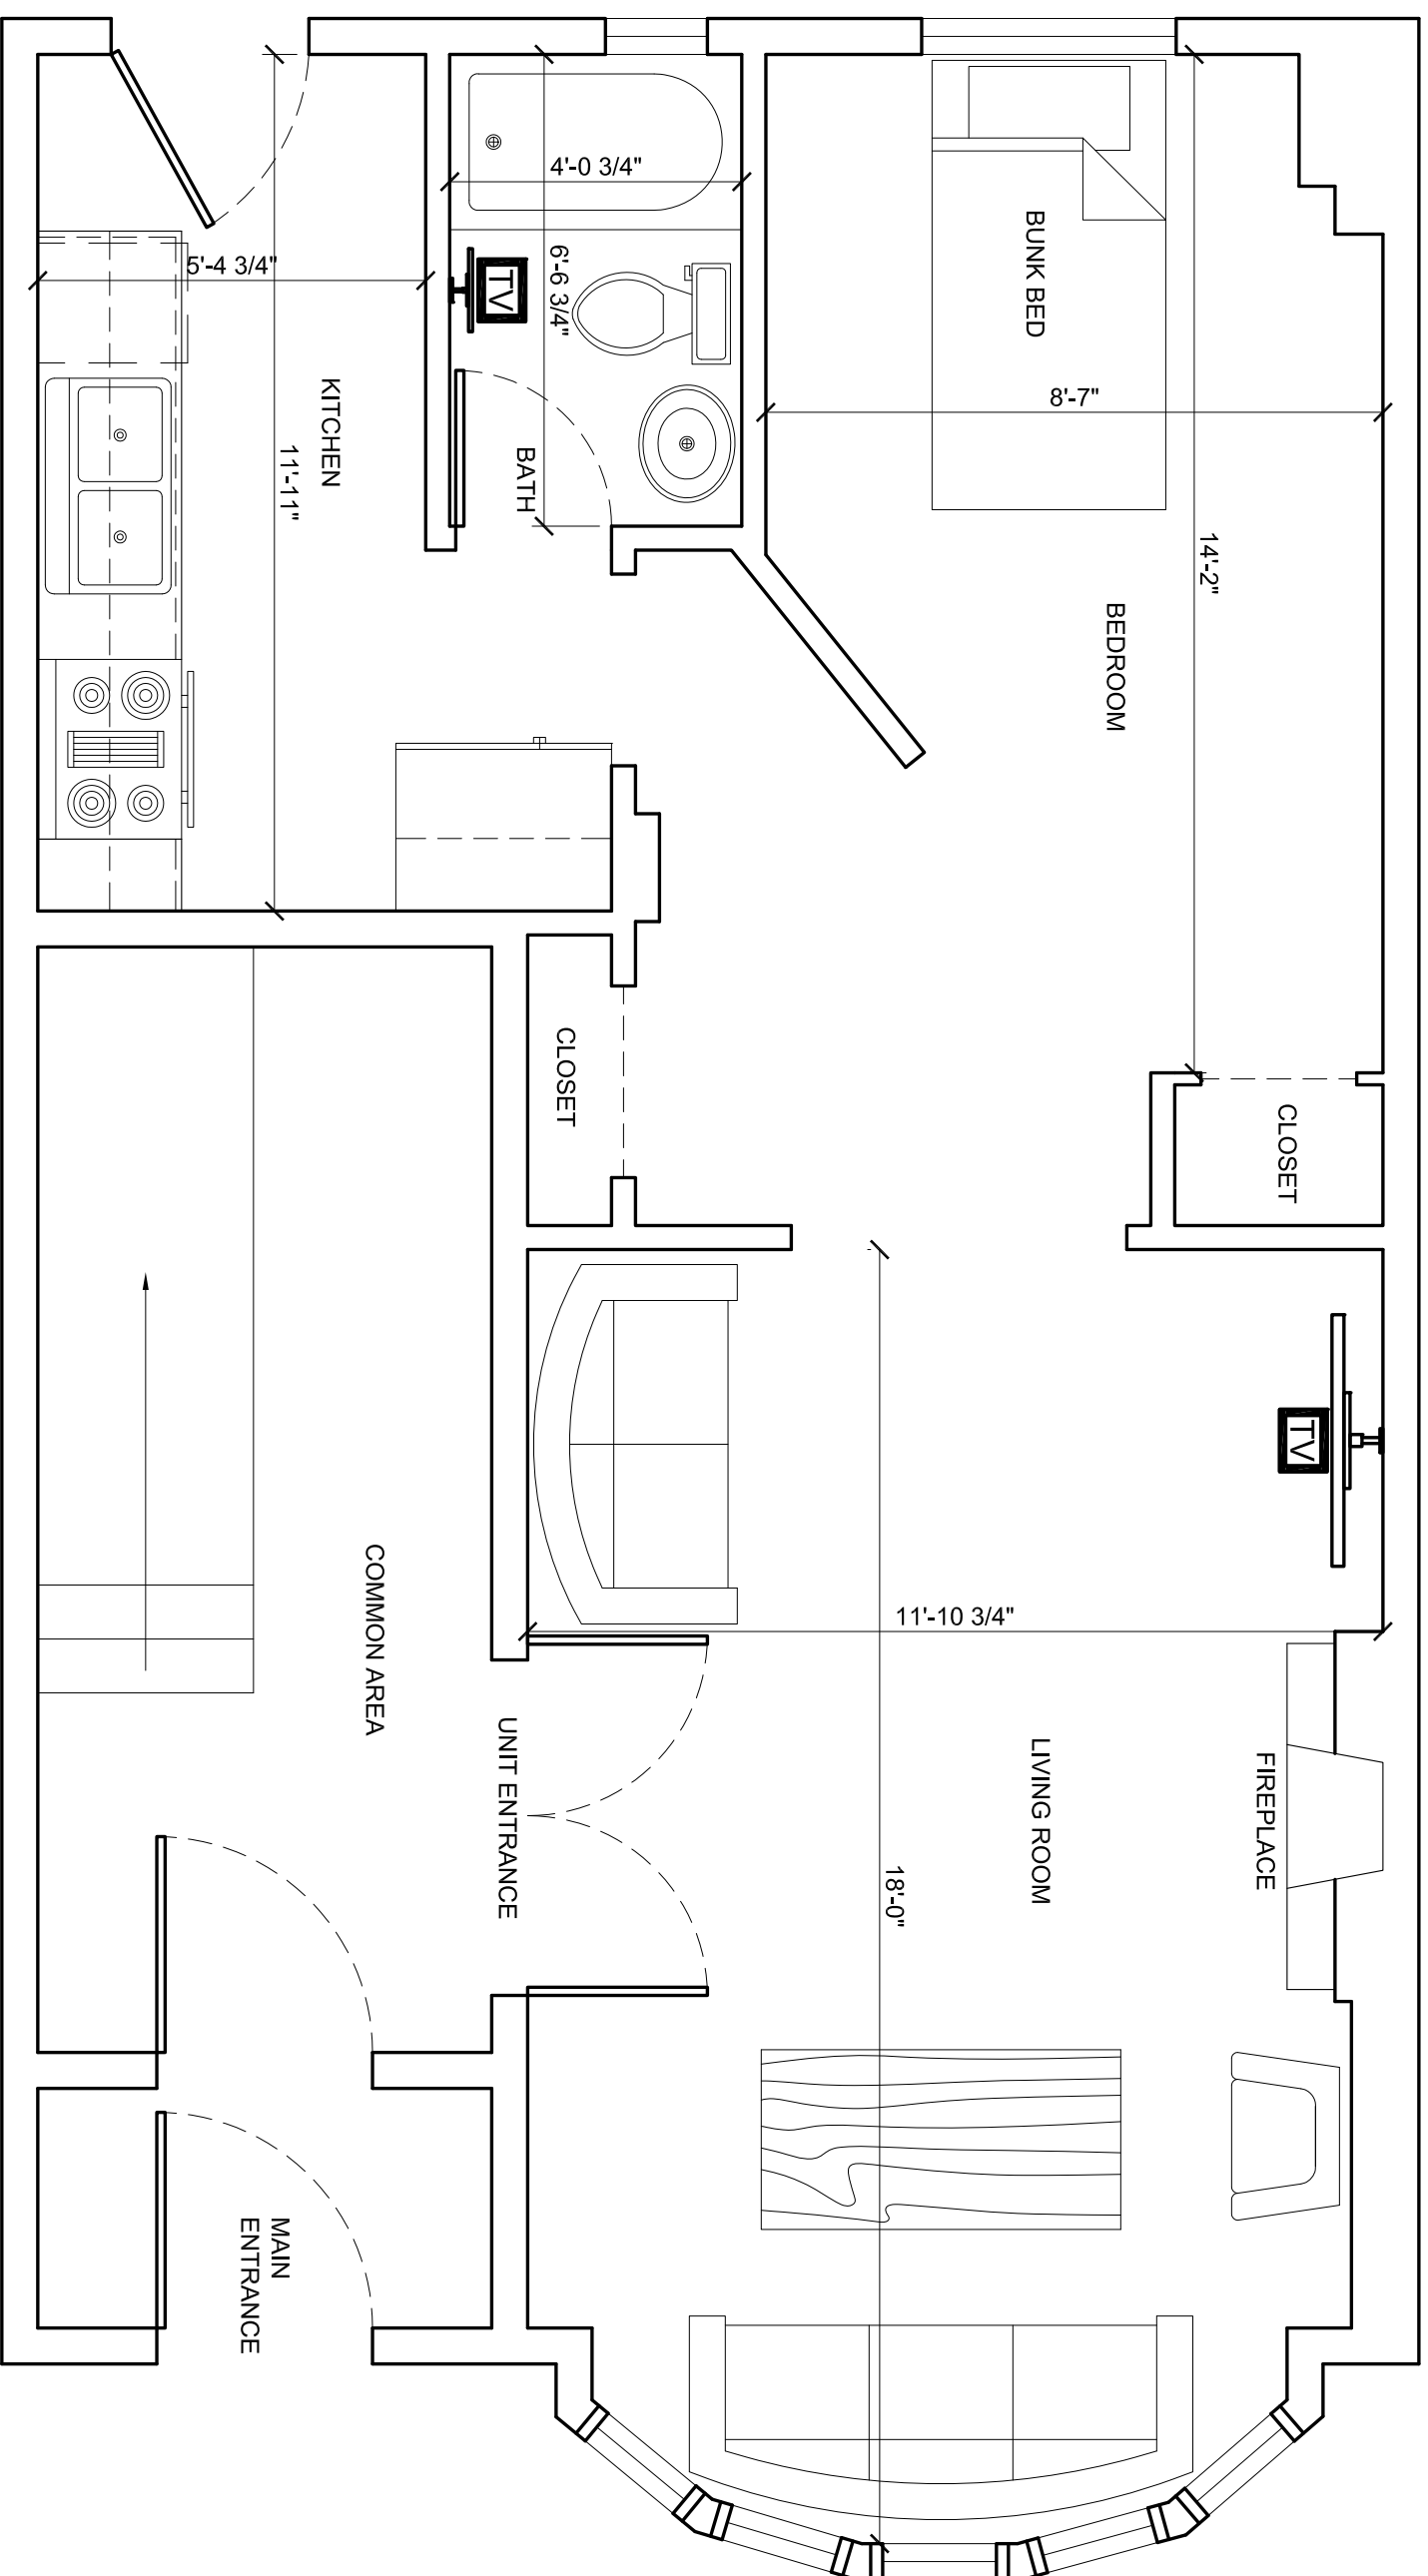 4'-0 3/4"
6'-6 3/4"
TV
BATH
5'-4 3/4"
KITCHEN
11'-11"
BUNK BED
8'-7"
14'-2"
BEDROOM
CLOSET
CLOSET
TV
COMMON AREA
11'-10 3/4"
UNIT ENTRANCE
LIVING ROOM
FIREPLACE
18'-0"
MAIN
ENTRANCE